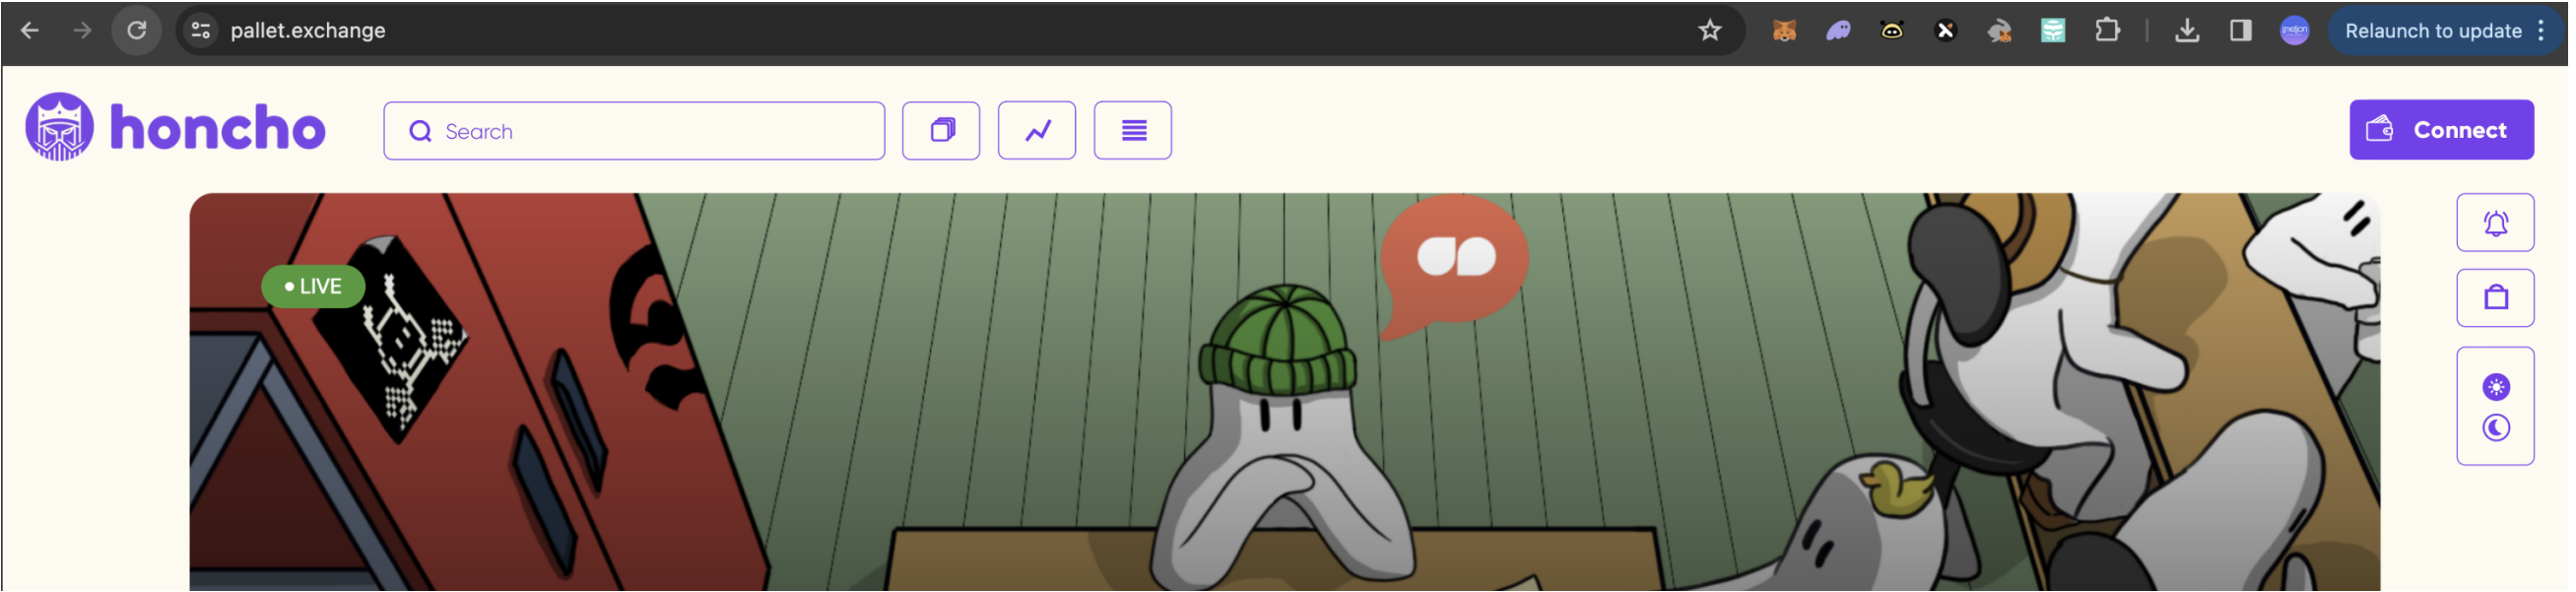 pallet.exchange
Relaunch to update
honcho
Search
Connect
LIVE